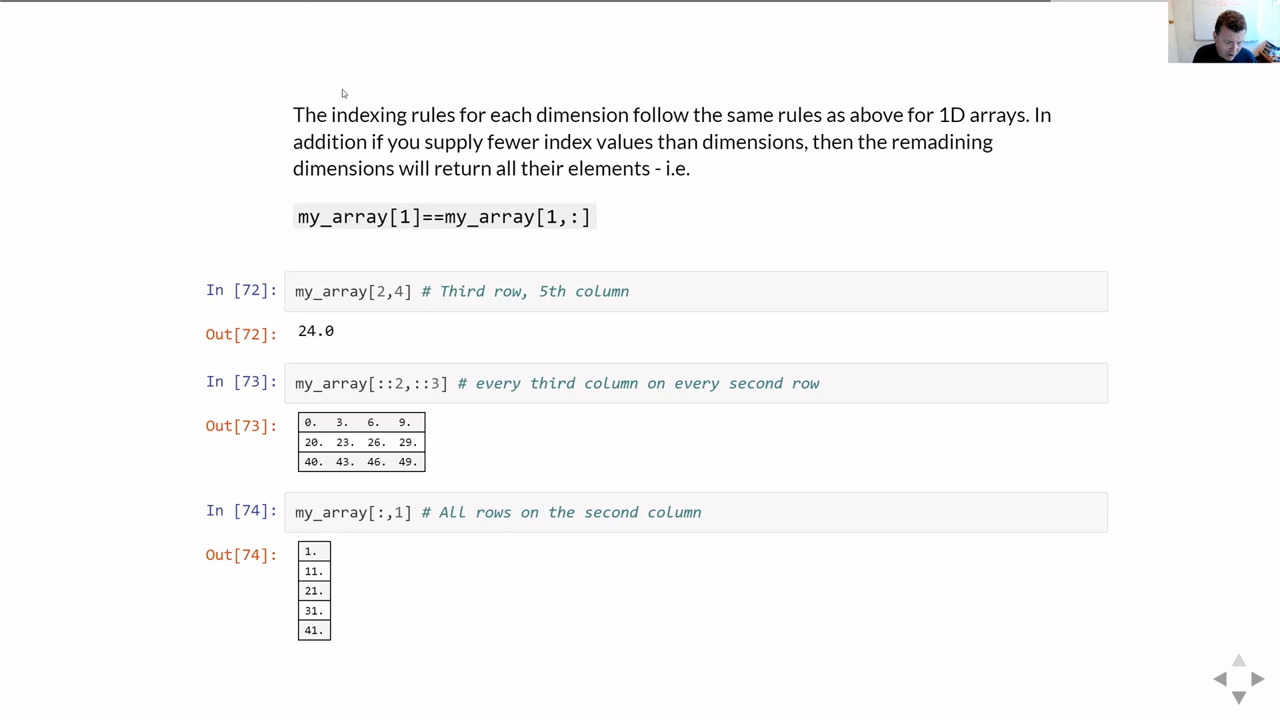 The indexing rules for each dimension follow the same rules as above for 1D arrays. In
addition if you supply fewer index values than dimensions, then the remadining
dimensions will return all their elements - i.e.
my_array[1]==my_array[1,:]
In [72]: my_array[2,4] # Third row, 5th column
Out[72]: 24.0
In [73]: my_array[::2,::3] # every third column on every second row
Out[73]: 0. 3. 6. 9.
20. 23. 26. 29.
40. 43. 46. 49.
In [74]: my_array[:,1] # All rows on the second column
Out[74]: 1.
11.
21.
31.
41.